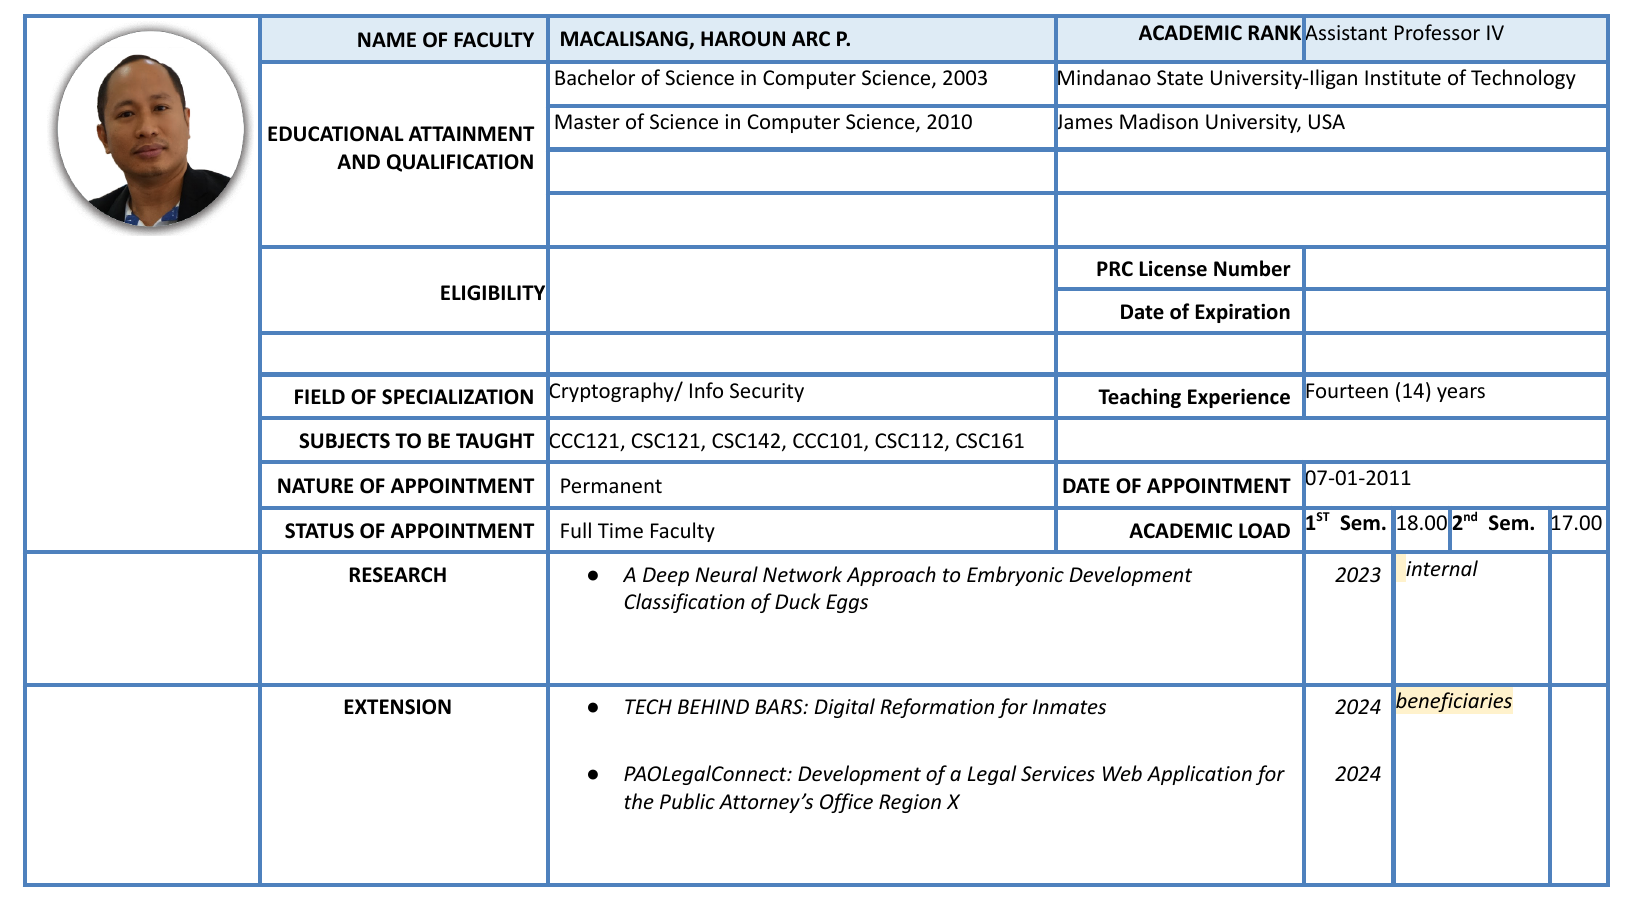 NAME OF FACULTY MACALISANG, HAROUN ARC P. ACADEMIC RANK Assistant Professor IV
EDUCATIONAL ATTAINMENT
AND QUALIFICATION
Bachelor of Science in Computer Science, 2003 Mindanao State University-Iligan Institute of Technology
Master of Science in Computer Science, 2010 James Madison University, USA
ELIGIBILITY
PRC License Number
Date of Expiration
FIELD OF SPECIALIZATION Cryptography/ Info Security Teaching Experience Fourteen (14) years
SUBJECTS TO BE TAUGHT CCC121, CSC121, CSC142, CCC101, CSC112, CSC161
NATURE OF APPOINTMENT Permanent DATE OF APPOINTMENT 07-01-2011
STATUS OF APPOINTMENT Full Time Faculty ACADEMIC LOAD 1ST Sem. 18.00 2nd Sem. 17.00
RESEARCH ● A Deep Neural Network Approach to Embryonic Development 2023 internal
Classification of Duck Eggs
EXTENSION ● TECH BEHIND BARS: Digital Reformation for Inmates 2024 beneficiaries
● PAOLegalConnect: Development of a Legal Services Web Application for 2024
the Public Attorney’s Office Region X